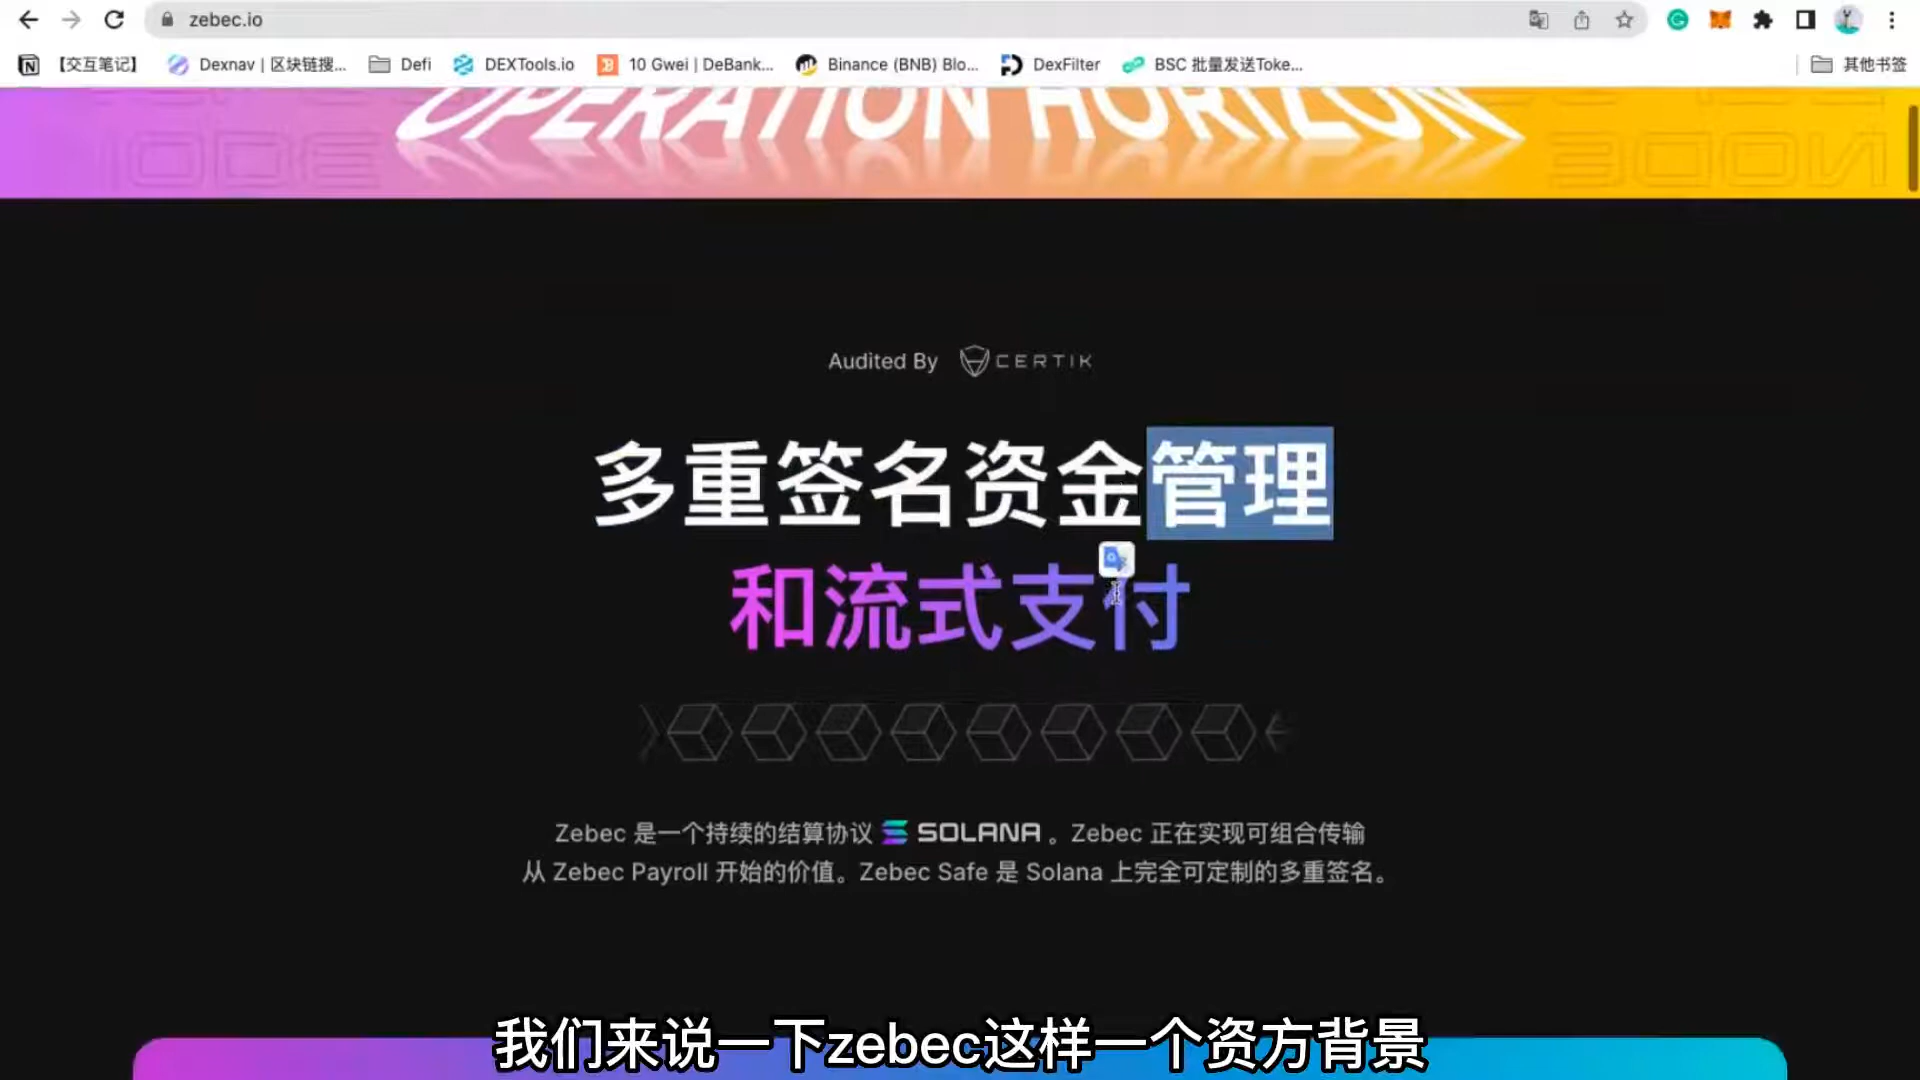 zebec.io
【交互笔记】 Dexnav | 区块链搜... Defi DEXTools.io 10 Gwei | DeBank... Binance (BNB) Blo... DexFilter BSC 批量发送Toke... 其他书签
OPERATION HORIZON
NODE
Audited By CERTIK
多重签名资金管理
和流式支付
Zebec 是一个持续的结算协议 SOLANA 。Zebec 正在实现可组合传输
从 Zebec Payroll 开始的价值。Zebec Safe 是 Solana 上完全可定制的多重签名。
我们来说一下zebec这样一个资方背景